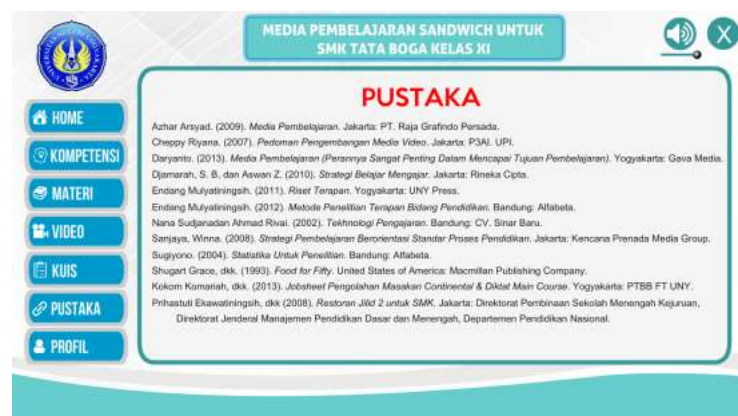 MEDIA PEMBELAJARAN SANDWICH UNTUK
SMK TATA BOGA KELAS XI
X
HOME
KOMPETENSI
MATERI
VIDEO
KUIS
PUSTAKA
PROFIL
PUSTAKA
Azhar Arsyad. (2009). Media Pembelajaran. Jakarta: PT. Raja Grafindo Persada.
Cheppy Riyana. (2007). Pedoman Pengembangan Media Video. Jakarta: P3AI. UPI.
Daryanto. (2013). Media Pembelajaran (Perannya Sangat Penting Dalam Mencapai Tujuan Pembelajaran). Yogyakarta: Gava Media.
Djamarah, S. B, dan Aswan Z. (2010). Strategi Belajar Mengajar. Jakarta: Rineka Cipta.
Endang Mulyatiningsih. (2011). Riset Terapan. Yogyakarta: UNY Press.
Endang Mulyatiningsih. (2012). Metode Penelitian Terapan Bidang Pendidikan. Bandung: Alfabeta.
Nana Sudjanadan Ahmad Rivai. (2002). Tekhnologi Pengajaran. Bandung: CV. Sinar Baru.
Sanjaya, Winna. (2008). Strategi Pembelajaran Berorientasi Standar Proses Pendidikan. Jakarta: Kencana Prenada Media Group.
Sugiyono. (2004). Statistika Untuk Penelitian. Bandung: Alfabeta.
Shugart Grace, dkk. (1993). Food for Fifty. United States of America: Macmillan Publishing Company.
Kokom Komariah, dkk. (2013). Jobsheet Pengolahan Masakan Continental & Diktat Main Course. Yogyakarta: PTBB FT UNY.
Prihastuti Ekawatiningsih, dkk (2008). Restoran Jilid 2 untuk SMK. Jakarta: Direktorat Pembinaan Sekolah Menengah Kejuruan,
Direktorat Jenderal Manajemen Pendidikan Dasar dan Menengah, Departemen Pendidikan Nasional.